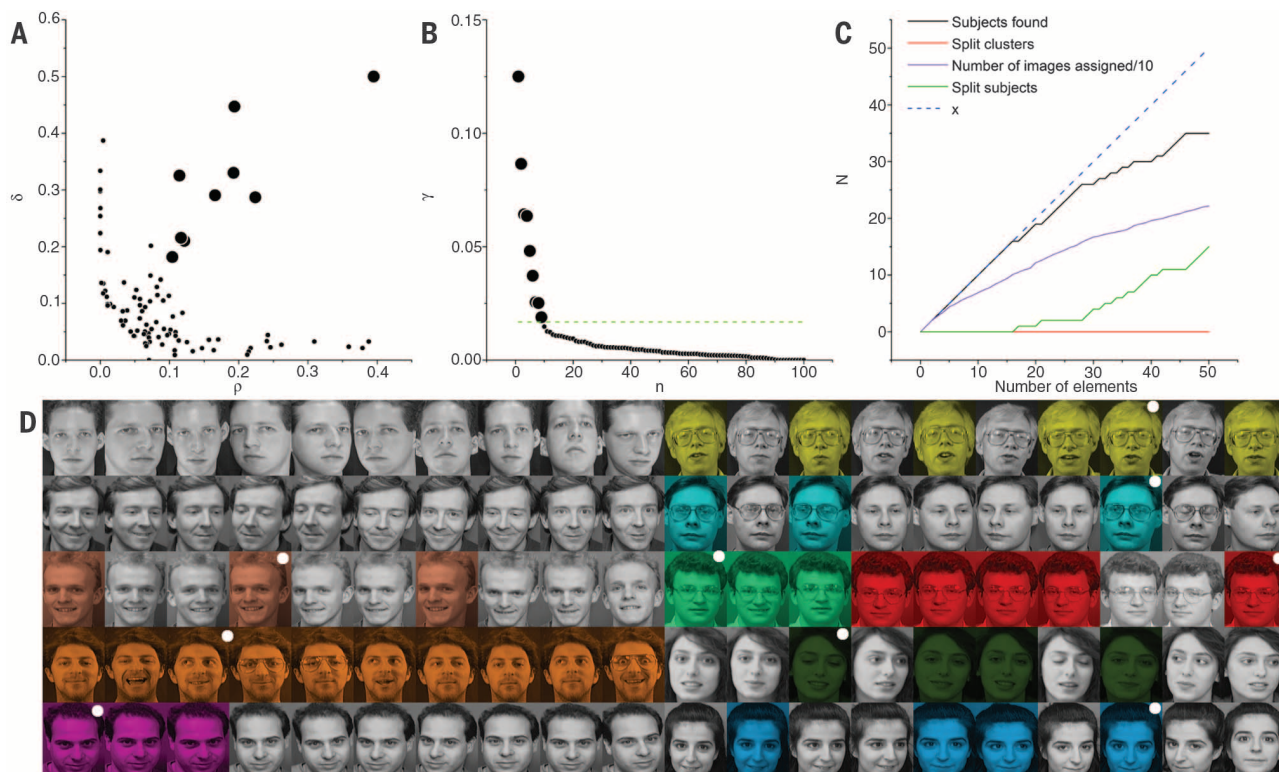 A
0.6
0.5
0.4
0.3
0.2
0.1
0.0
δ
0.0
0.1
0.2
0.3
0.4
ρ
B
0.15
0.10
0.05
0.00
γ
0
20
40
60
80
100
n
C
50
40
30
20
10
0
N
Subjects found
Split clusters
Number of images assigned/10
Split subjects
x
0
10
20
30
40
50
Number of elements
D